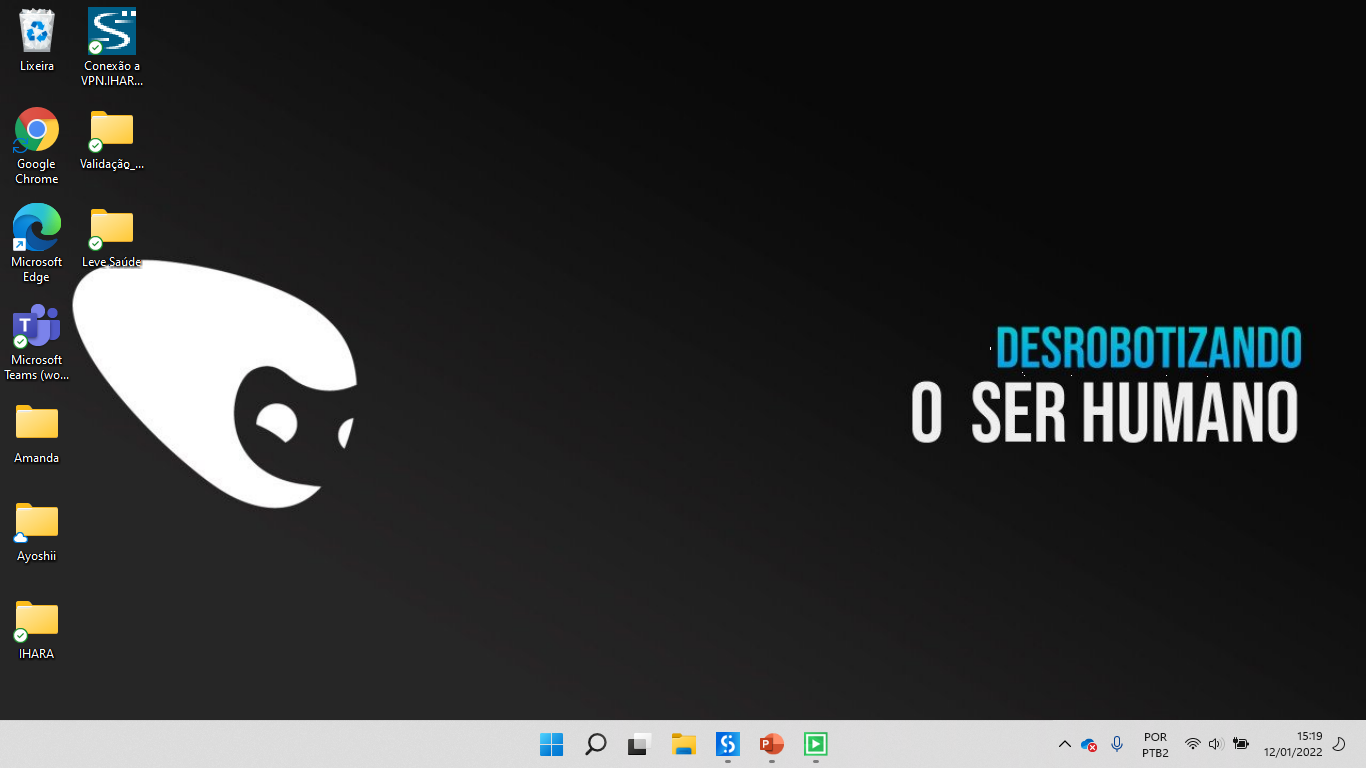 Lixeira
Conexão a
VPN.IHAR...
Google
Chrome
Validação_...
Microsoft
Edge
Leve Saúde
T
Microsoft
Teams (wo...
Amanda
Ayoshii
IHARA
DESROBOTIZANDO
O SER HUMANO
P
POR
PTB2
15:19
12/01/2022